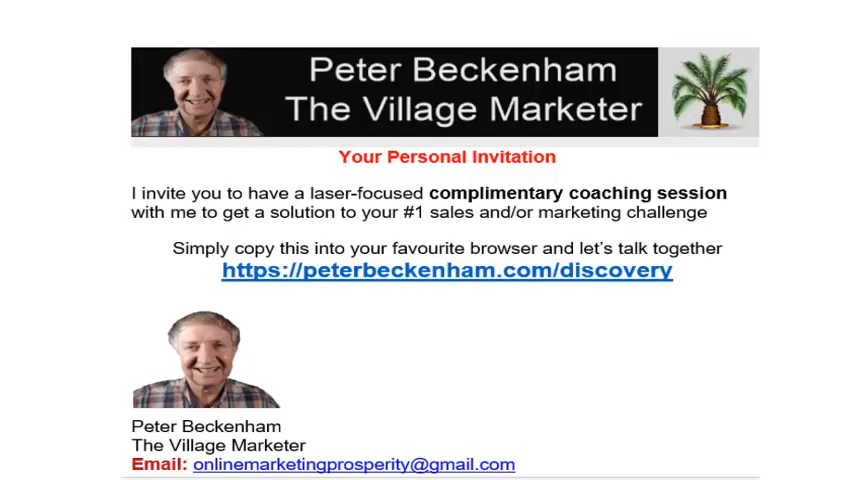 Peter Beckenham
The Village Marketer
Your Personal Invitation
I invite you to have a laser-focused complimentary coaching session
with me to get a solution to your #1 sales and/or marketing challenge
Simply copy this into your favourite browser and let's talk together
https://peterbeckenham.com/discovery
Peter Beckenham
The Village Marketer
Email: onlinemarketingprosperity@gmail.com